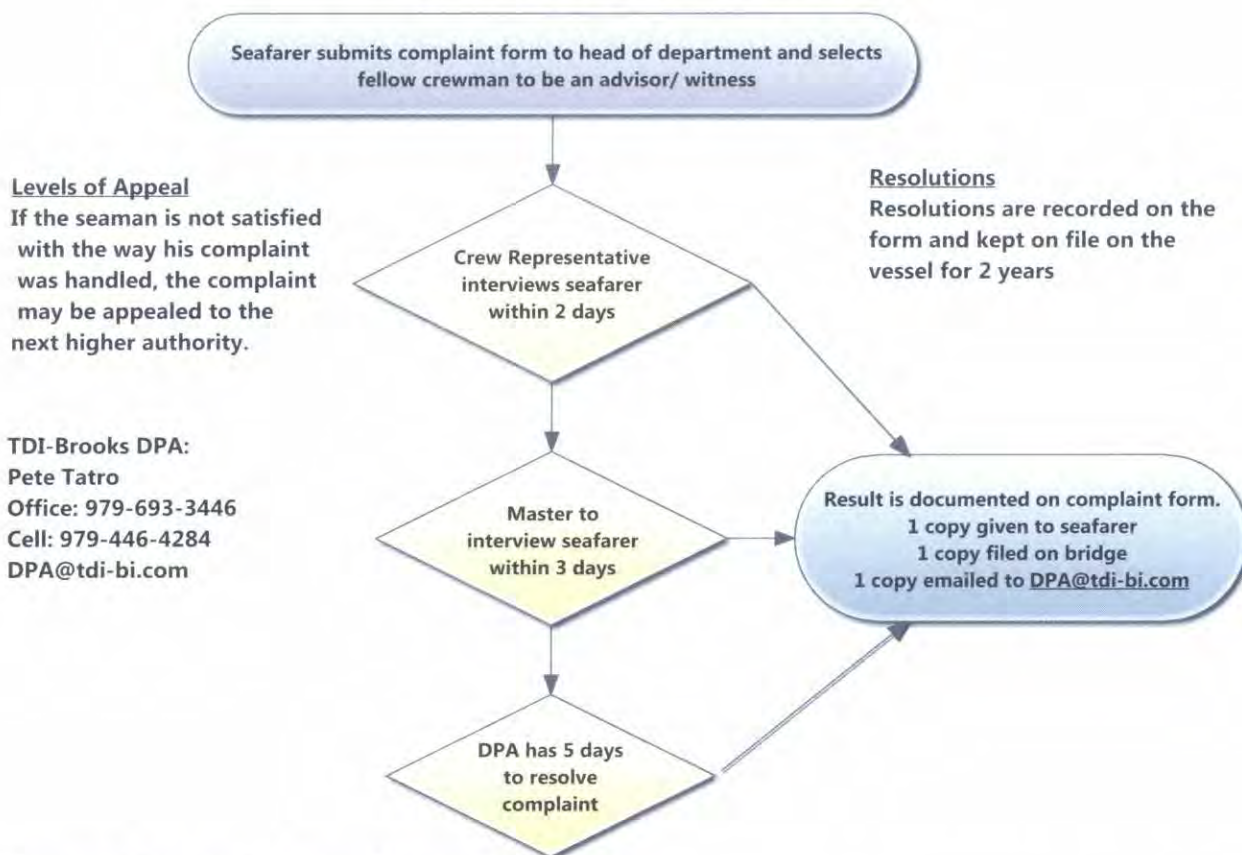 Seafarer submits complaint form to head of department and selects
fellow crewman to be an advisor/ witness
Levels of Appeal
If the seaman is not satisfied
with the way his complaint
was handled, the complaint
may be appealed to the
next higher authority.
Resolutions
Resolutions are recorded on the
form and kept on file on the
vessel for 2 years
Crew Representative
interviews seafarer
within 2 days
TDI-Brooks DPA:
Pete Tatro
Office: 979-693-3446
Cell: 979-446-4284
DPA@tdi-bi.com
Master to
interview seafarer
within 3 days
Result is documented on complaint form.
1 copy given to seafarer
1 copy filed on bridge
1 copy emailed to DPA@tdi-bi.com
DPA has 5 days
to resolve
complaint